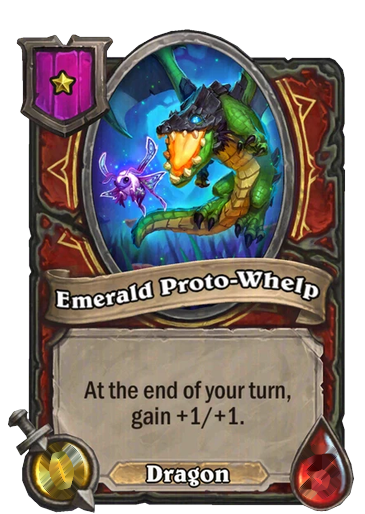 Emerald Proto-Whelp
At the end of your turn,
gain +1/+1.
Dragon